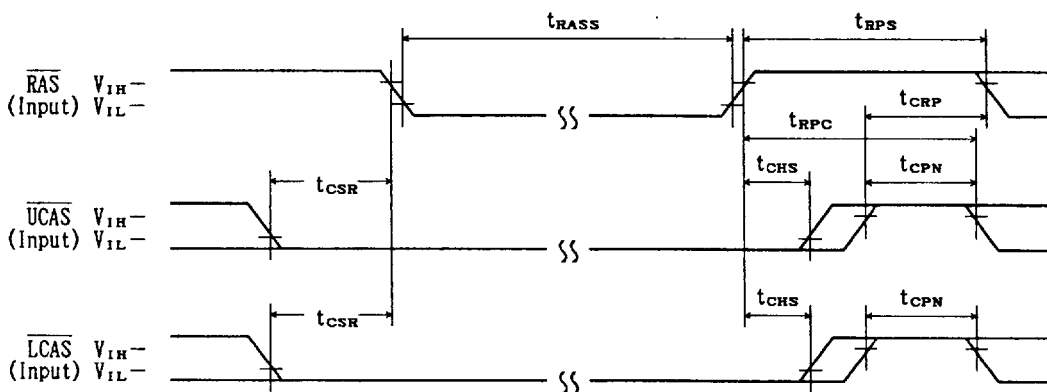 tRASS tRPS
RAS VIH—
(Input) VIL—
tCRP
tRPC
tCSR tCHS tCPN
UCAS VIH—
(Input) VIL—
tCSR tCHS tCPN
LCAS VIH—
(Input) VIL—